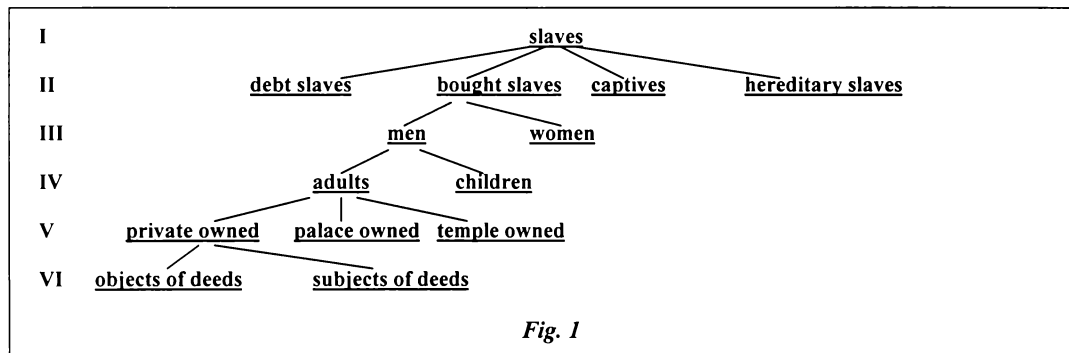 I slaves
II debt slaves bought slaves captives hereditary slaves
III men women
IV adults children
V private owned palace owned temple owned
VI objects of deeds subjects of deeds
Fig. 1